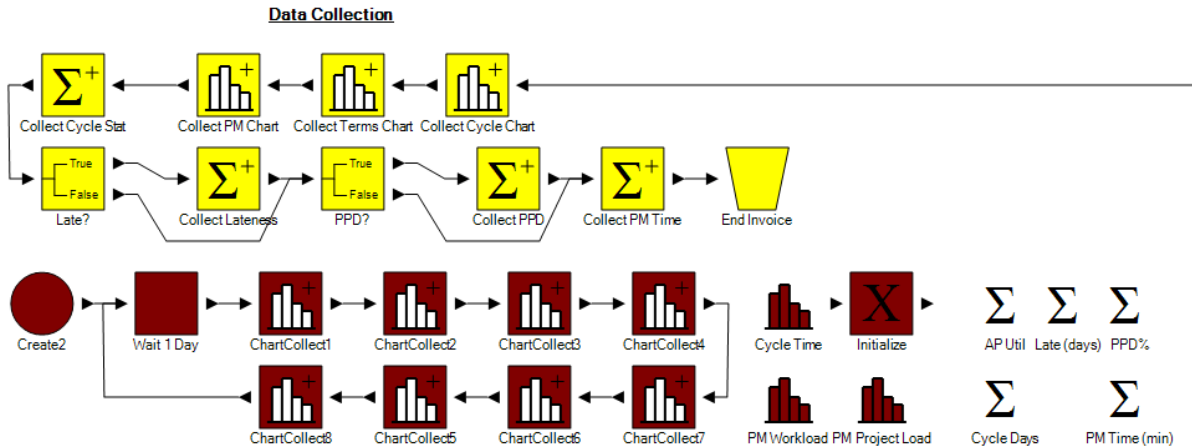 Data Collection
Collect Cycle Stat
Collect PM Chart
Collect Terms Chart
Collect Cycle Chart
True
False
Late?
Collect Lateness
True
False
PPD?
Collect PPD
Collect PM Time
End Invoice
Create2
Wait 1 Day
ChartCollect1
ChartCollect2
ChartCollect3
ChartCollect4
Cycle Time
X
Initialize
Σ
AP Util
Σ
Late (days)
Σ
PPD%
ChartCollect8
ChartCollect5
ChartCollect6
ChartCollect7
PM Workload
PM Project Load
Σ
Cycle Days
Σ
PM Time (min)